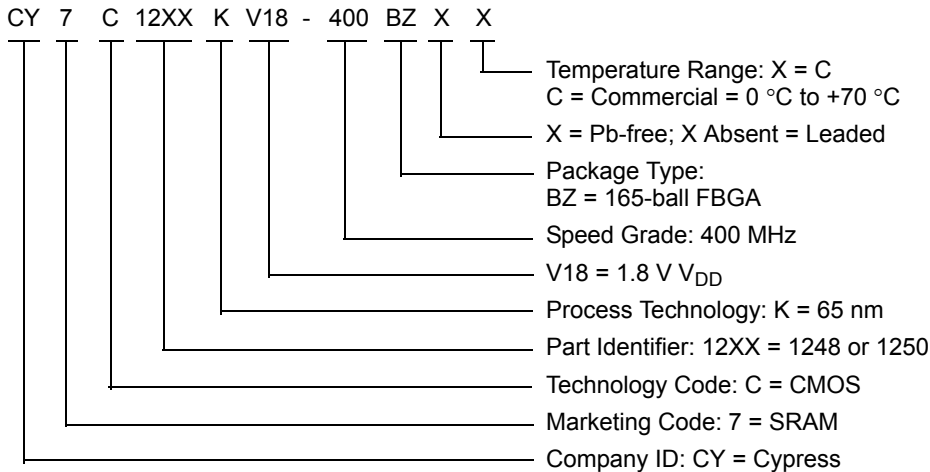 CY 7 C 12XX K V18 - 400 BZ X X
Temperature Range: X = C
C = Commercial = 0 °C to +70 °C
X = Pb-free; X Absent = Leaded
Package Type:
BZ = 165-ball FBGA
Speed Grade: 400 MHz
V18 = 1.8 V VDD
Process Technology: K = 65 nm
Part Identifier: 12XX = 1248 or 1250
Technology Code: C = CMOS
Marketing Code: 7 = SRAM
Company ID: CY = Cypress